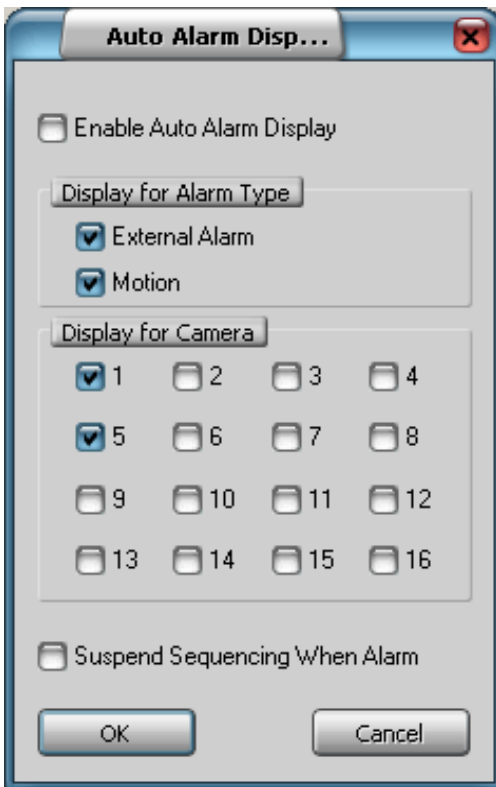 Auto Alarm Disp...
Enable Auto Alarm Display
Display for Alarm Type
External Alarm
Motion
Display for Camera
1 2 3 4
5 6 7 8
9 10 11 12
13 14 15 16
Suspend Sequencing When Alarm
OK Cancel